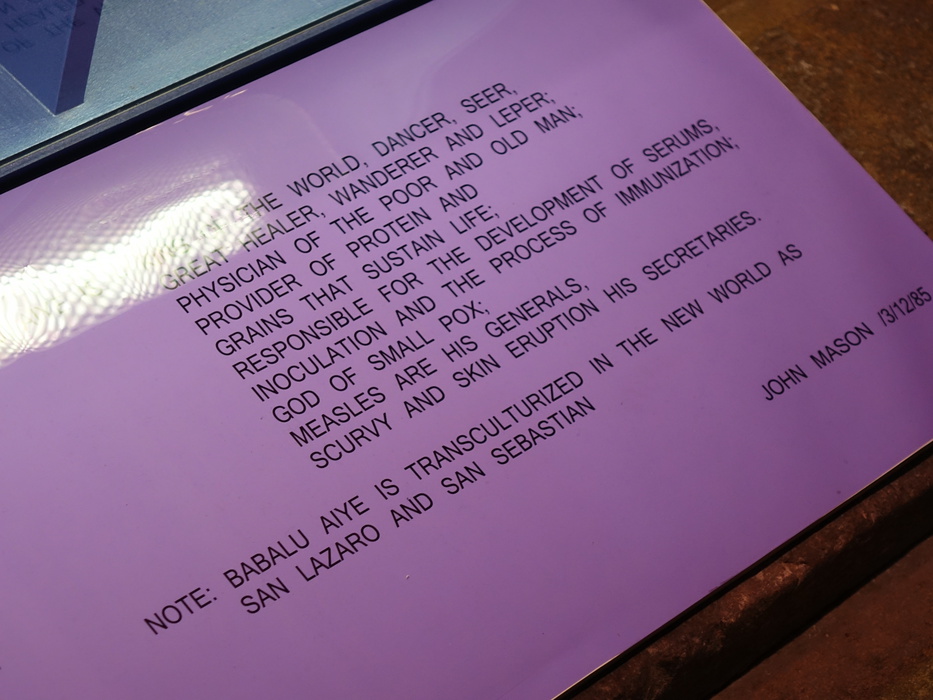 THE WORLD, DANCER, SEER,
GREAT HEALER, WANDERER AND LEPER;
PHYSICIAN OF THE POOR AND OLD MAN;
PROVIDER OF PROTEIN AND
GRAINS THAT SUSTAIN LIFE;
RESPONSIBLE FOR THE DEVELOPMENT OF SERUMS,
INOCULATION AND THE PROCESS OF IMMUNIZATION;
GOD OF SMALL POX;
MEASLES ARE HIS GENERALS,
SCURVY AND SKIN ERUPTION HIS SECRETARIES.
NOTE: BABALU AIYE IS TRANSCULTURIZED IN THE NEW WORLD AS
SAN LAZARO AND SAN SEBASTIAN
JOHN MASON /3/12/85